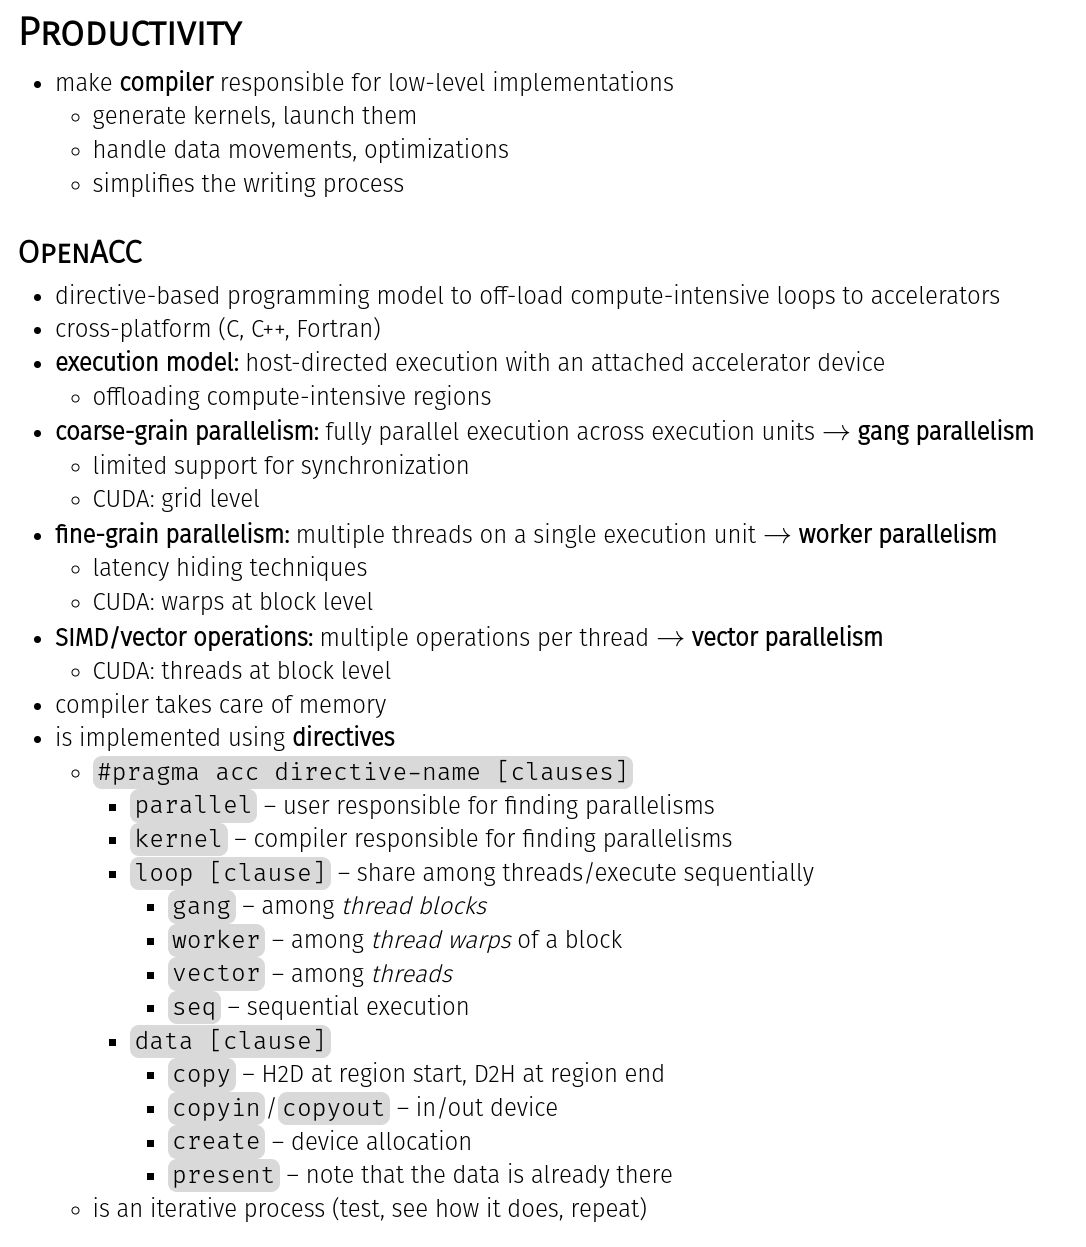 Productivity
• make compiler responsible for low-level implementations
◦ generate kernels, launch them
◦ handle data movements, optimizations
◦ simplifies the writing process
OpenACC
• directive-based programming model to off-load compute-intensive loops to accelerators
• cross-platform (C, C++, Fortran)
• execution model: host-directed execution with an attached accelerator device
◦ offloading compute-intensive regions
• coarse-grain parallelism: fully parallel execution across execution units → gang parallelism
◦ limited support for synchronization
◦ CUDA: grid level
• fine-grain parallelism: multiple threads on a single execution unit → worker parallelism
◦ latency hiding techniques
◦ CUDA: warps at block level
• SIMD/vector operations: multiple operations per thread → vector parallelism
◦ CUDA: threads at block level
• compiler takes care of memory
• is implemented using directives
◦ #pragma acc directive-name [clauses]
▪ parallel – user responsible for finding parallelisms
▪ kernel – compiler responsible for finding parallelisms
▪ loop [clause] – share among threads/execute sequentially
▪ gang – among thread blocks
▪ worker – among thread warps of a block
▪ vector – among threads
▪ seq – sequential execution
▪ data [clause]
▪ copy – H2D at region start, D2H at region end
▪ copyin/copyout – in/out device
▪ create – device allocation
▪ present – note that the data is already there
◦ is an iterative process (test, see how it does, repeat)